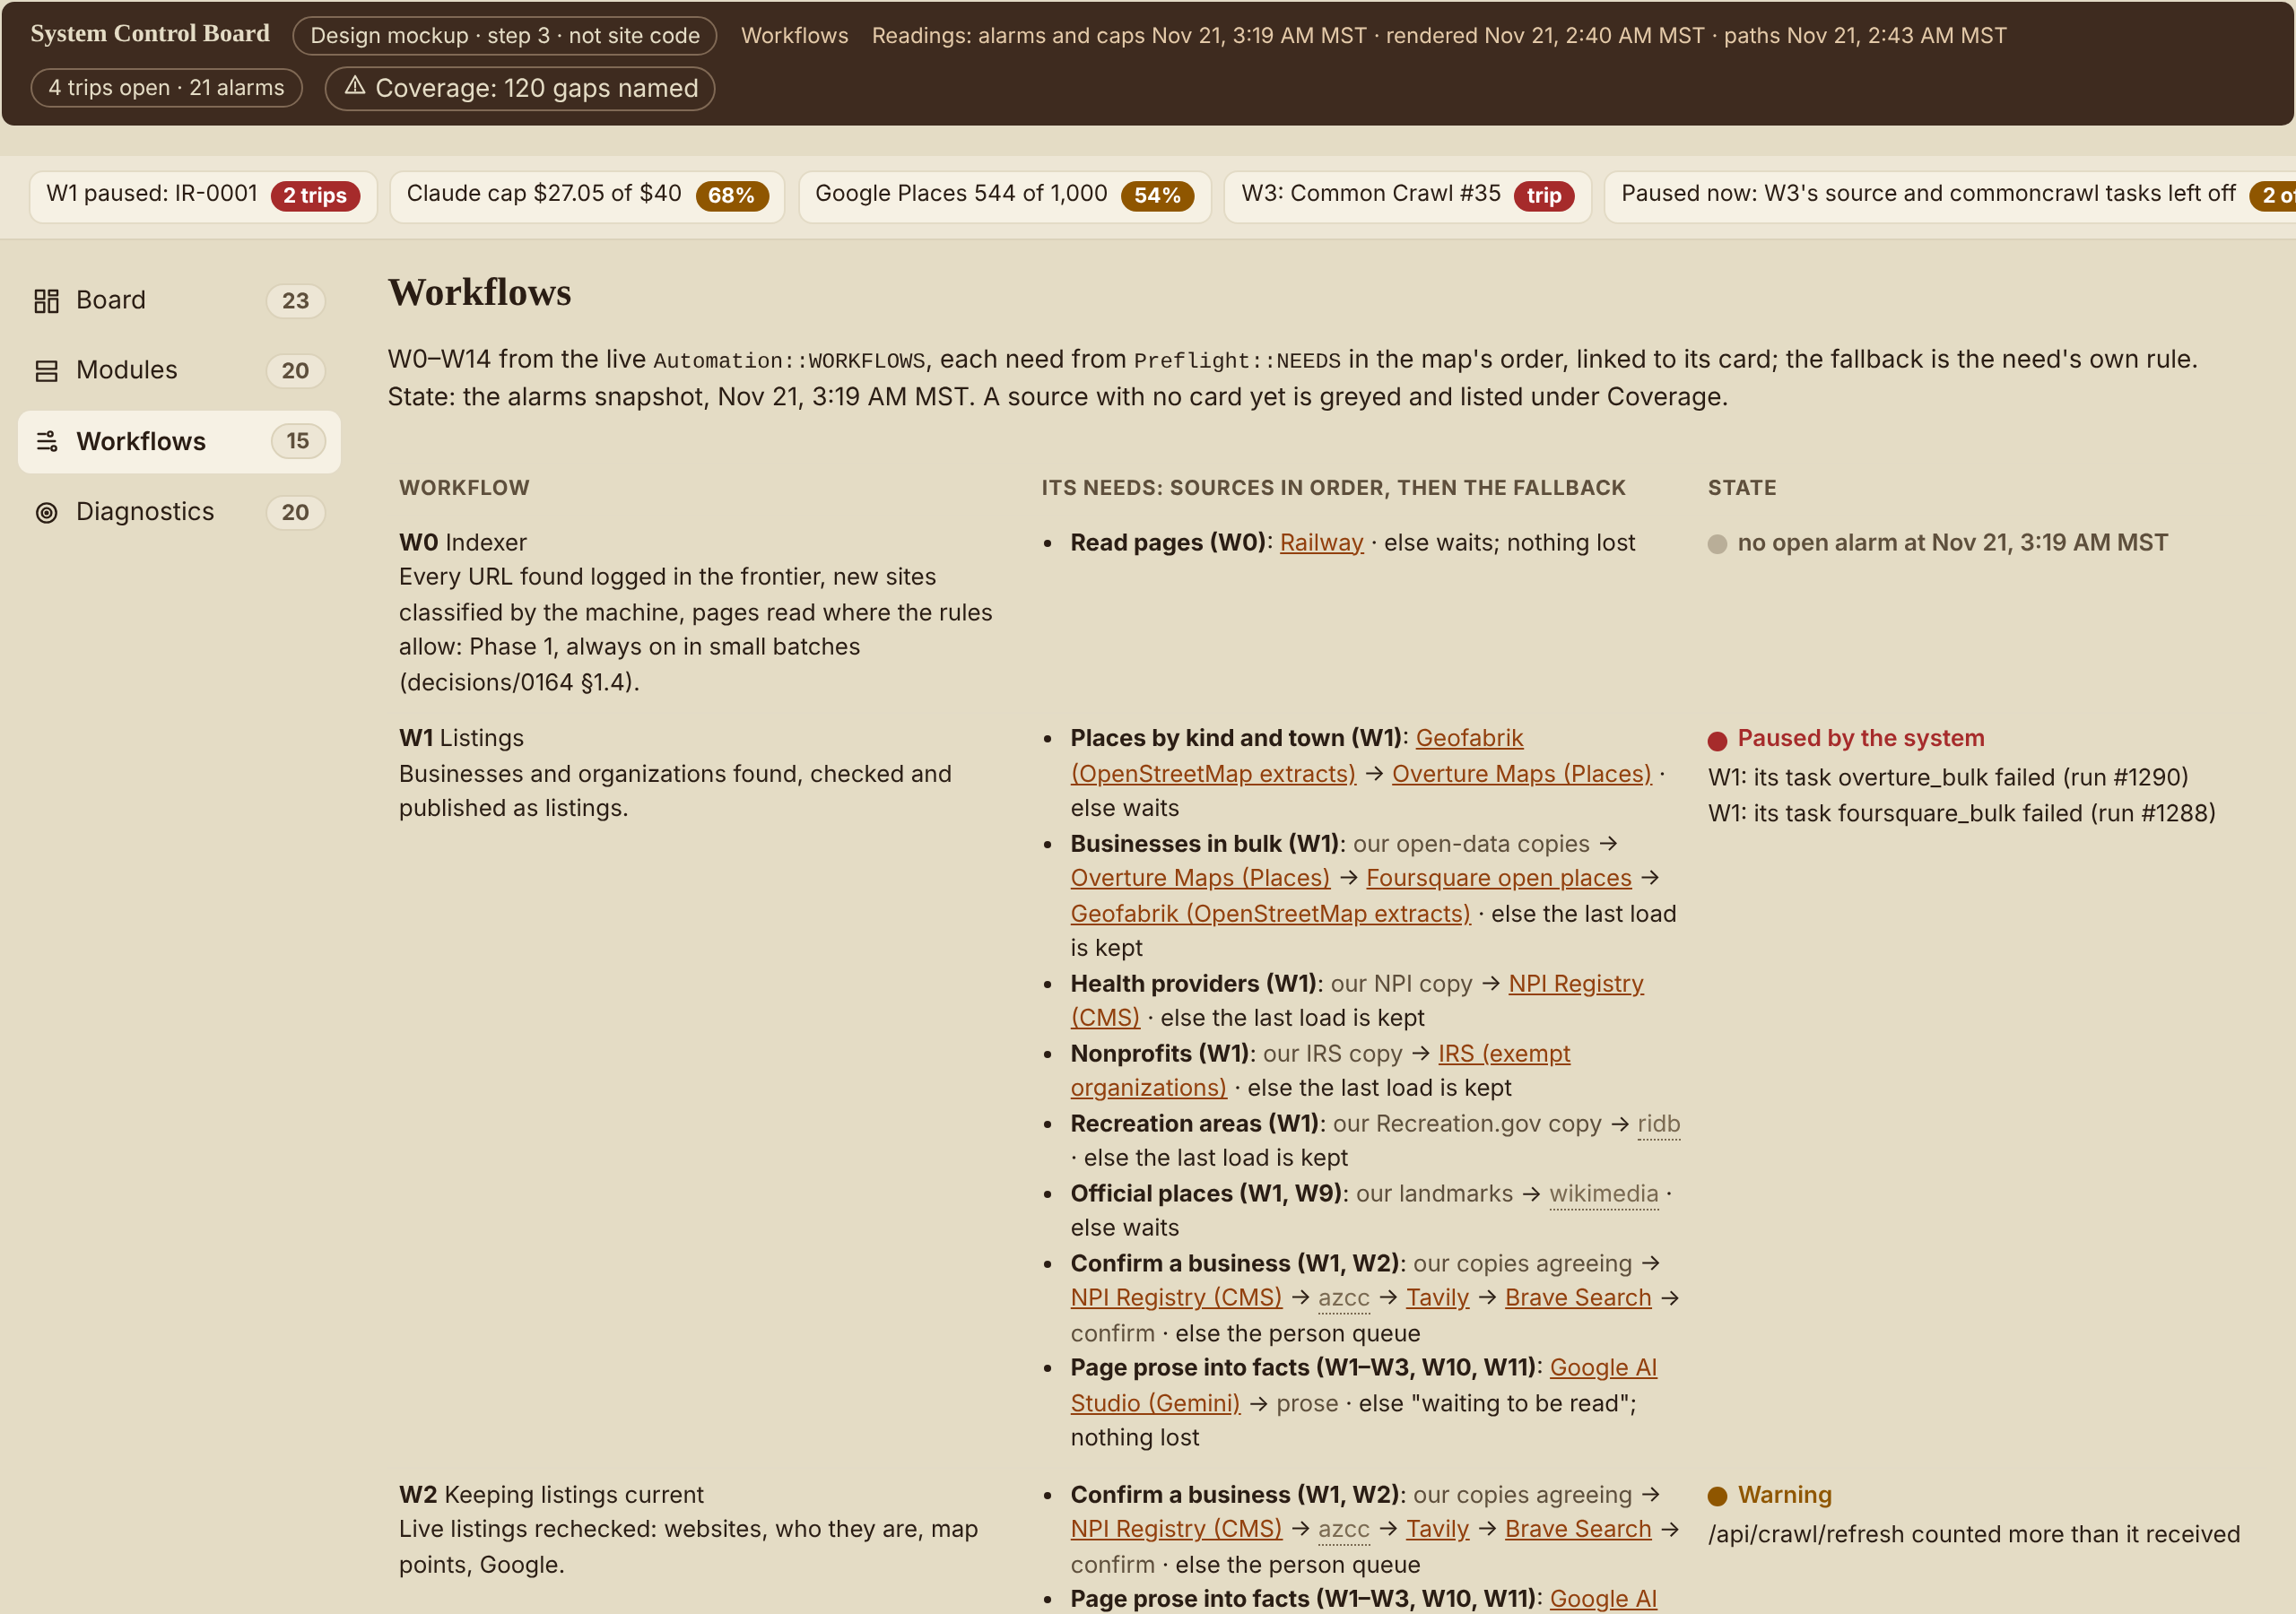 System Control Board
Design mockup · step 3 · not site code
Workflows
Readings: alarms and caps Nov 21, 3:19 AM MST · rendered Nov 21, 2:40 AM MST · paths Nov 21, 2:43 AM MST
4 trips open · 21 alarms
Coverage: 120 gaps named
W1 paused: IR-0001 2 trips
Claude cap $27.05 of $40 68%
Google Places 544 of 1,000 54%
W3: Common Crawl #35 trip
Paused now: W3's source and commoncrawl tasks left off 2
Board 23
Modules 20
Workflows 15
Diagnostics 20
Workflows
W0–W14 from the live Automation::WORKFLOWS, each need from Preflight::NEEDS in the map's order, linked to its card; the fallback is the need's own rule.
State: the alarms snapshot, Nov 21, 3:19 AM MST. A source with no card yet is greyed and listed under Coverage.
WORKFLOW
ITS NEEDS: SOURCES IN ORDER, THEN THE FALLBACK
STATE
W0 Indexer
Every URL found logged in the frontier, new sites
classified by the machine, pages read where the rules
allow: Phase 1, always on in small batches
(decisions/0164 §1.4).
• Read pages (W0): Railway · else waits; nothing lost
no open alarm at Nov 21, 3:19 AM MST
W1 Listings
Businesses and organizations found, checked and
published as listings.
• Places by kind and town (W1): Geofabrik
(OpenStreetMap extracts) → Overture Maps (Places) ·
else waits
• Businesses in bulk (W1): our open-data copies →
Overture Maps (Places) → Foursquare open places →
Geofabrik (OpenStreetMap extracts) · else the last load
is kept
• Health providers (W1): our NPI copy → NPI Registry
(CMS) · else the last load is kept
• Nonprofits (W1): our IRS copy → IRS (exempt
organizations) · else the last load is kept
• Recreation areas (W1): our Recreation.gov copy → ridb
· else the last load is kept
• Official places (W1, W9): our landmarks → wikimedia ·
else waits
• Confirm a business (W1, W2): our copies agreeing →
NPI Registry (CMS) → azcc → Tavily → Brave Search →
confirm · else the person queue
• Page prose into facts (W1–W3, W10, W11): Google AI
Studio (Gemini) → prose · else "waiting to be read";
nothing lost
Paused by the system
W1: its task overture_bulk failed (run #1290)
W1: its task foursquare_bulk failed (run #1288)
W2 Keeping listings current
Live listings rechecked: websites, who they are, map
points, Google.
• Confirm a business (W1, W2): our copies agreeing →
NPI Registry (CMS) → azcc → Tavily → Brave Search →
confirm · else the person queue
• Page prose into facts (W1–W3, W10, W11): Google AI
Warning
/api/crawl/refresh counted more than it received